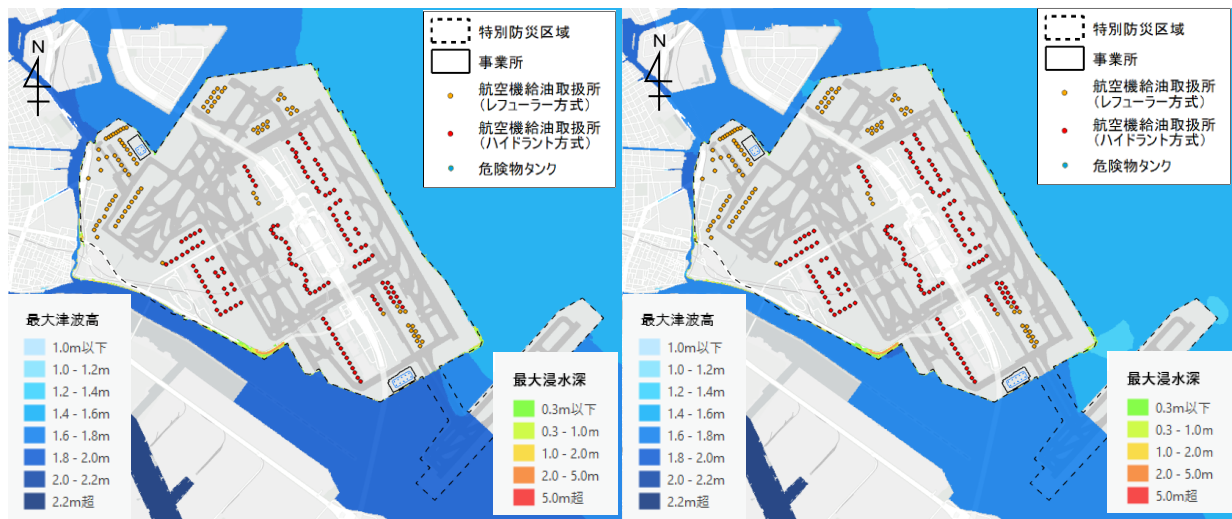 N
特別防災区域
事業所
航空機給油取扱所
（レフューラー方式）
航空機給油取扱所
（ハイドラント方式）
危険物タンク
最大津波高
1.0m以下
1.0 - 1.2m
1.2 - 1.4m
1.4 - 1.6m
1.6 - 1.8m
1.8 - 2.0m
2.0 - 2.2m
2.2m超
最大浸水深
0.3m以下
0.3 - 1.0m
1.0 - 2.0m
2.0 - 5.0m
5.0m超
N
特別防災区域
事業所
航空機給油取扱所
（レフューラー方式）
航空機給油取扱所
（ハイドラント方式）
危険物タンク
最大津波高
1.0m以下
1.0 - 1.2m
1.2 - 1.4m
1.4 - 1.6m
1.6 - 1.8m
1.8 - 2.0m
2.0 - 2.2m
2.2m超
最大浸水深
0.3m以下
0.3 - 1.0m
1.0 - 2.0m
2.0 - 5.0m
5.0m超